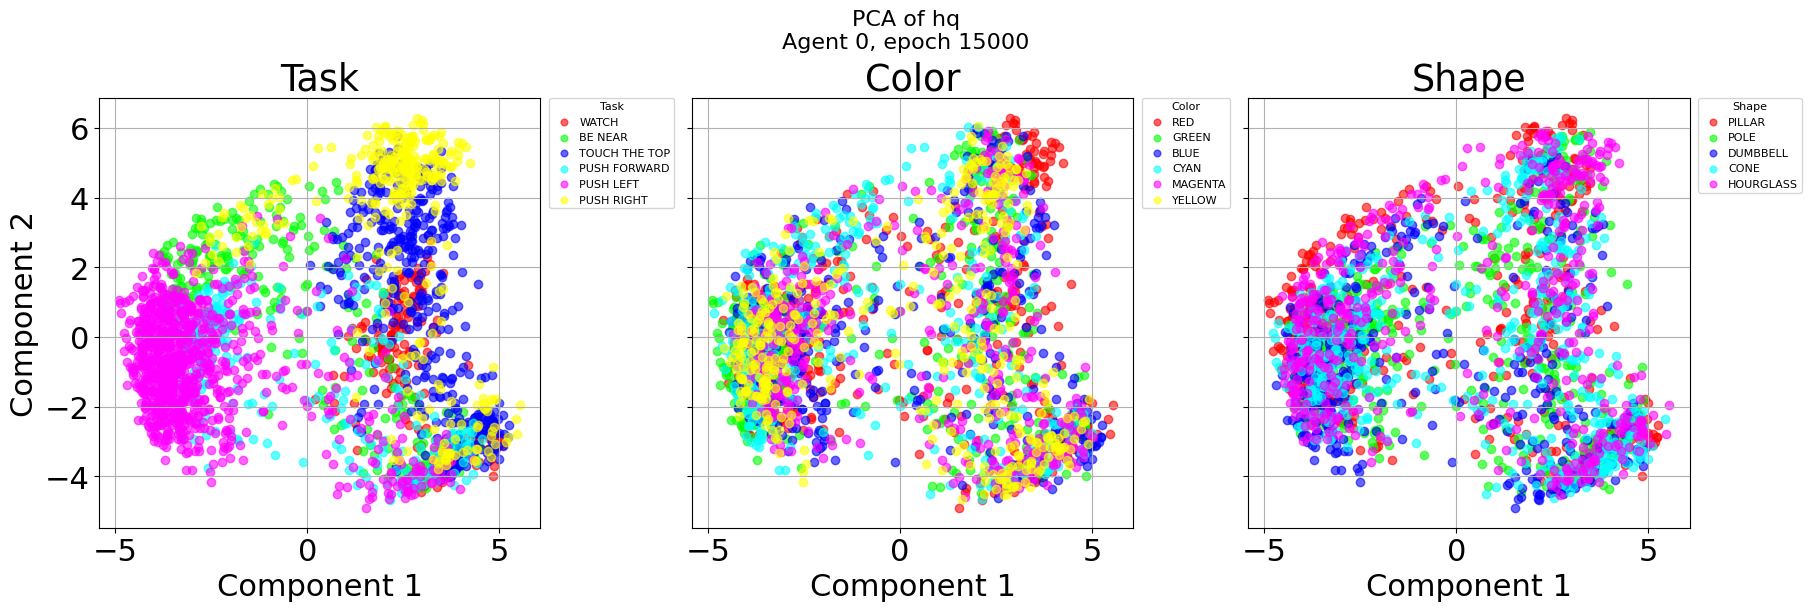 PCA of hq
Agent 0, epoch 15000
Task
Color
Shape
Component 2
6
4
2
0
−2
−4
−5 0 5
Component 1
Task
WATCH
BE NEAR
TOUCH THE TOP
PUSH FORWARD
PUSH LEFT
PUSH RIGHT
−5 0 5
Component 1
Color
RED
GREEN
BLUE
CYAN
MAGENTA
YELLOW
−5 0 5
Component 1
Shape
PILLAR
POLE
DUMBBELL
CONE
HOURGLASS